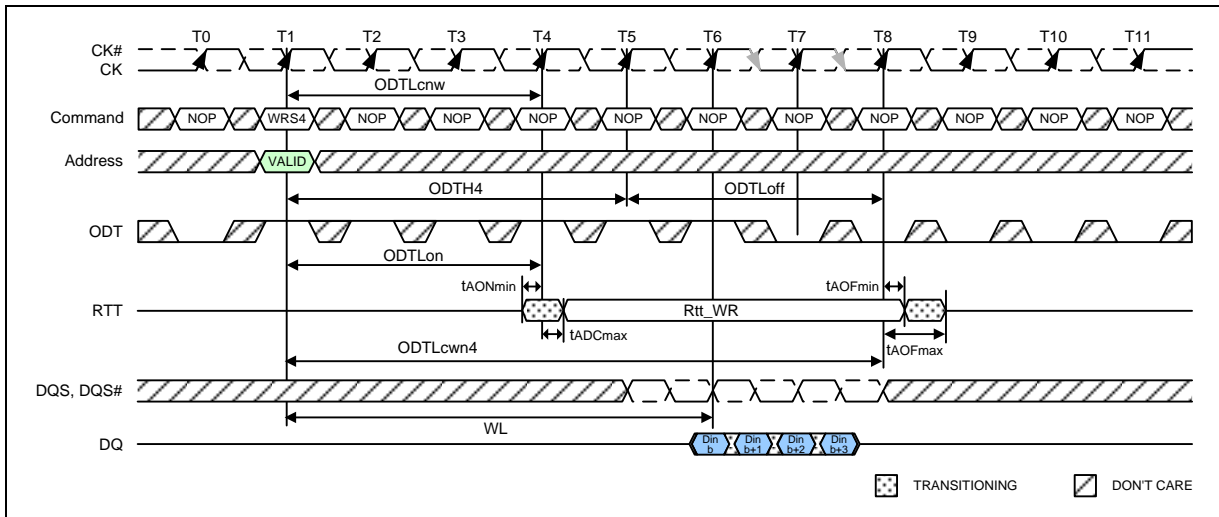 T0 T1 T2 T3 T4 T5 T6 T7 T8 T9 T10 T11
CK#
CK
ODTLcnw
Command NOP WRS4 NOP NOP NOP NOP NOP NOP NOP NOP NOP NOP
Address VALID
ODTH4 ODTLoff
ODT
ODTLon
tAONmin tAOFmin
RTT Rtt_WR
tADCmax
tAOFmax
ODTLcwn4
DQS, DQS#
WL
DQ Din b Din b+1 Din b+2 Din b+3
TRANSITIONING DON'T CARE